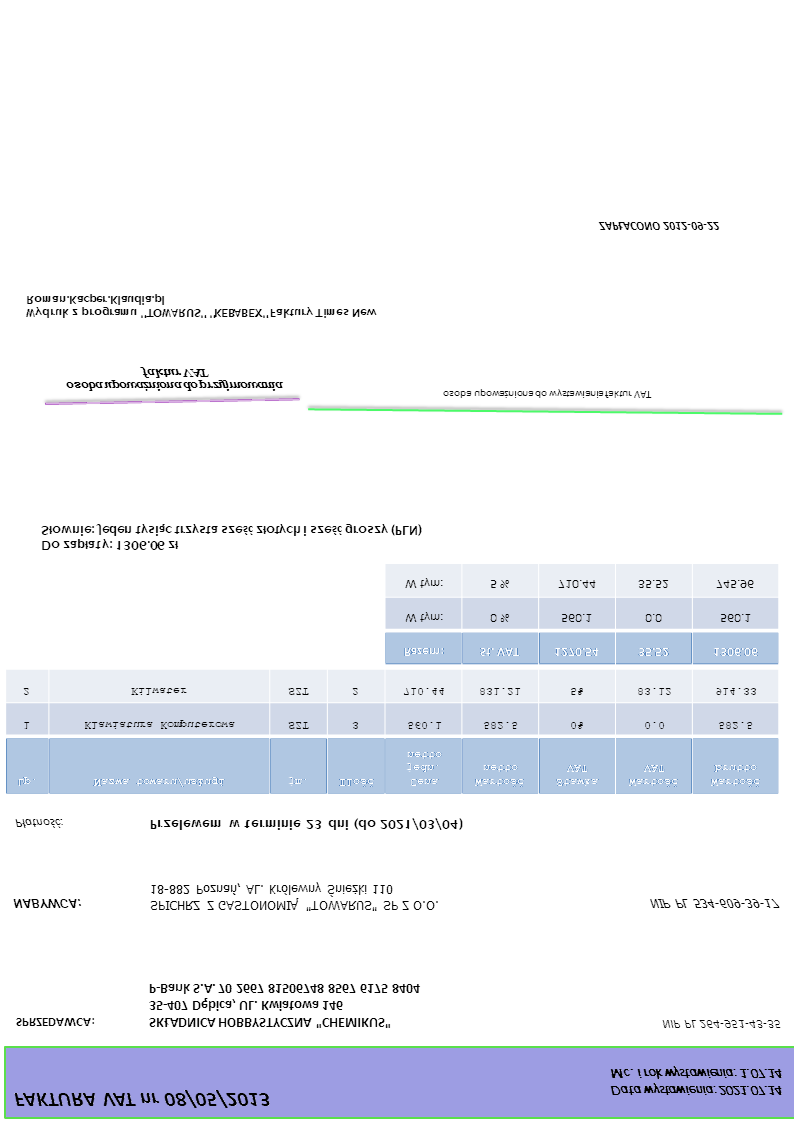 FAKTURA VAT nr 08/05/2013
Data wystawienia: 2021.07.14
Mc. i rok wystawienia: 1.07.14
SPRZEDAWCA:
SKŁADNICA HOBBYSTYCZNA "CHEMIKUS"
NIP PL 264-951-43-35
35-407 Dębica, UL. Kwiatowa 146
P-Bank S.A. 70 2667 81506748 8567 6175 8404
NABYWCA:
SPICHRZ Z GASTONOMIĄ "TOWARUS" SP Z O.O.
NIP PL 534-609-39-17
18-882 Poznań, AL. Królewny Śnieżki 110
Płatność:
Przelewem w terminie 23 dni (do 2021/03/04)
Lp. Nazwa towaru/usługi jm. Ilość Cena jedn netto Wartość netto Stawka VAT Wartość VAT Wartość brutto
1 Klawiatura Komputerowa SZT 3 560.1 582.5 0% 0.0 582.5
2 Kilwater SZT 2 710.44 831.21 5% 83.12 914.33
Razem: St. VAT 1270.54 35.52 1306.06
W tym: 0 % 560.1 0.0 560.1
W tym: 5 % 710.44 35.52 745.96
Do zapłaty: 1306.06 zł
Słownie: Jeden tysiąc trzysta sześć złotych i sześć groszy (PLN)
osoba upoważniona do przyjmowania
faktur VAT
osoba upoważniona do wystawiania faktur VAT
Wydruk z programu "TOWARUS" "KEBABEX" Faktury Times New
Roman.Kacper.Klaudia.pl
ZAPŁACONO 2012-09-22